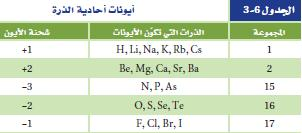 الجدول 6-3 أيونات أحادية الذرة
المجموعة الذرات التي تكوّن الأيونات شحنة الأيون
1 H, Li, Na, K, Rb, Cs +1
2 Be, Mg, Ca, Sr, Ba +2
15 N, P, As −3
16 O, S, Se, Te −2
17 F, Cl, Br, I −1